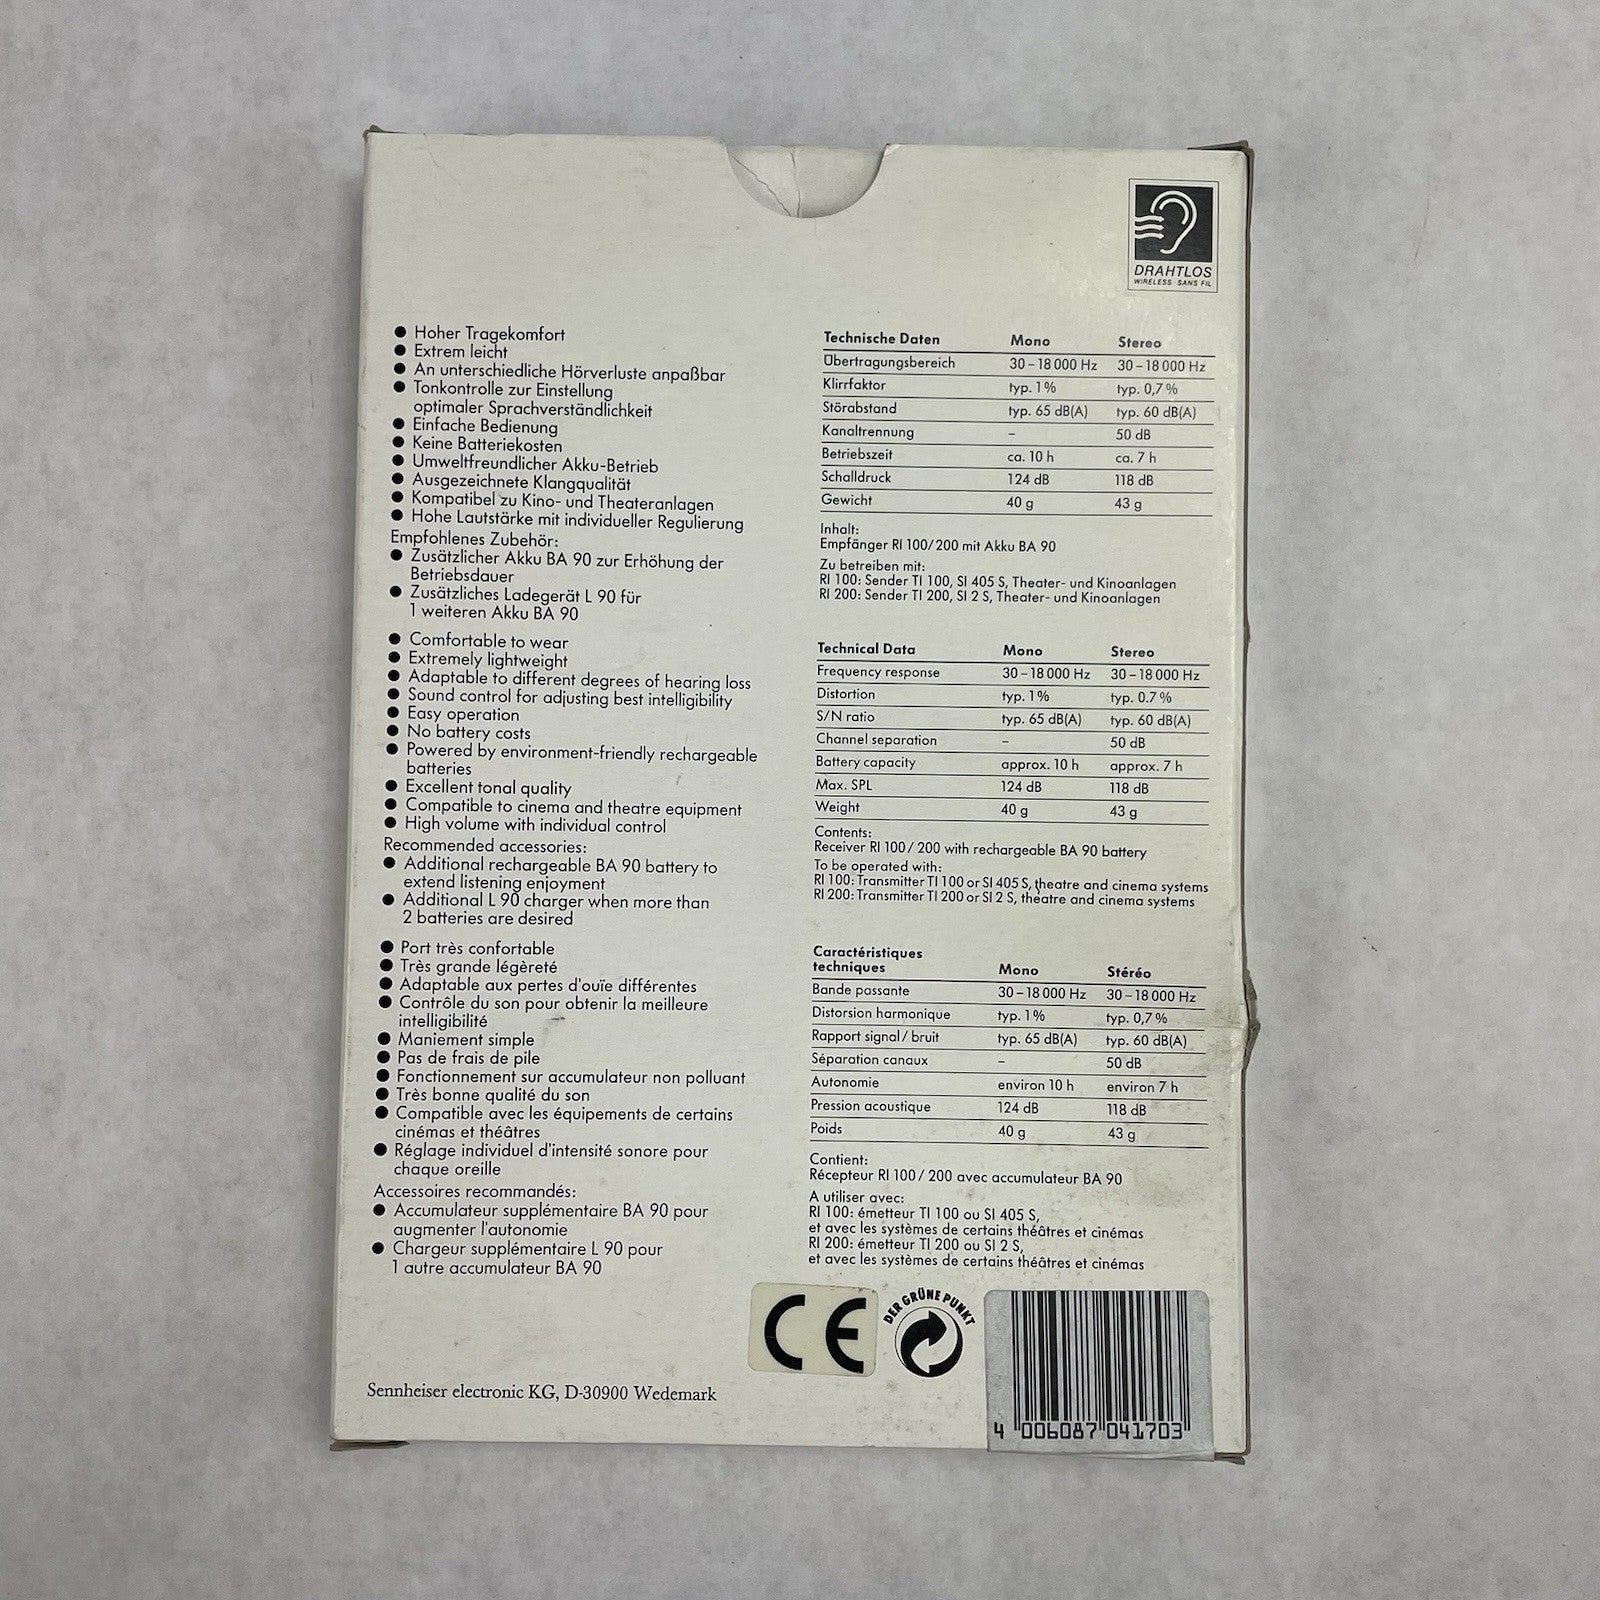 DRAHTLOS
WIRELESS SANS FIL
● Hoher Tragekomfort
● Extrem leicht
● An unterschiedliche Hörverluste anpaßbar
● Tonkontrolle zur Einstellung
optimaler Sprachverständlichkeit
● Einfache Bedienung
● Keine Batteriekosten
● Umweltfreundlicher Akku-Betrieb
● Ausgezeichnete Klangqualität
● Kompatibel zu Kino- und Theateranlagen
● Hohe Lautstärke mit individueller Regulierung
Empfohlenes Zubehör:
● Zusätzlicher Akku BA 90 zur Erhöhung der
Betriebsdauer
● Zusätzliches Ladegerät L 90 für
1 weiteren Akku BA 90
● Comfortable to wear
● Extremely lightweight
● Adaptable to different degrees of hearing loss
● Sound control for adjusting best intelligibility
● Easy operation
● No battery costs
● Powered by environment-friendly rechargeable
batteries
● Excellent tonal quality
● Compatible to cinema and theatre equipment
● High volume with individual control
Recommended accessories:
● Additional rechargeable BA 90 battery to
extend listening enjoyment
● Additional L 90 charger when more than
2 batteries are desired
● Port très confortable
● Très grande légèreté
● Adaptable aux pertes d'ouïe différentes
● Contrôle du son pour obtenir la meilleure
intelligibilité
● Maniement simple
● Pas de frais de pile
● Fonctionnement sur accumulateur non polluant
● Très bonne qualité du son
● Compatible avec les équipements de certains
cinémas et théâtres
● Réglage individuel d'intensité sonore pour
chaque oreille
Accessoires recommandés:
● Accumulateur supplémentaire BA 90 pour
augmenter l'autonomie
● Chargeur supplémentaire L 90 pour
1 autre accumulateur BA 90
Technische Daten Mono Stereo
Übertragungsbereich 30–18 000 Hz 30–18 000 Hz
Klirrfaktor typ. 1% typ. 0,7%
Störabstand typ. 65 dB(A) typ. 60 dB(A)
Kanaltrennung – 50 dB
Betriebszeit ca. 10 h ca. 7 h
Schalldruck 124 dB 118 dB
Gewicht 40 g 43 g
Inhalt:
Empfänger RI 100/200 mit Akku BA 90
Zu betreiben mit:
RI 100: Sender TI 100, SI 405 S, Theater- und Kinoanlagen
RI 200: Sender TI 200, SI 2 S, Theater- und Kinoanlagen
Technical Data Mono Stereo
Frequency response 30–18 000 Hz 30–18 000 Hz
Distortion typ. 1% typ. 0.7%
S/N ratio typ. 65 dB(A) typ. 60 dB(A)
Channel separation – 50 dB
Battery capacity approx. 10 h approx. 7 h
Max. SPL 124 dB 118 dB
Weight 40 g 43 g
Contents:
Receiver RI 100/ 200 with rechargeable BA 90 battery
To be operated with:
RI 100: Transmitter TI 100 or SI 405 S, theatre and cinema systems
RI 200: Transmitter TI 200 or SI 2 S, theatre and cinema systems
Caractéristiques
techniques Mono Stéréo
Bande passante 30–18 000 Hz 30–18 000 Hz
Distorsion harmonique typ. 1% typ. 0,7%
Rapport signal/ bruit typ. 65 dB(A) typ. 60 dB(A)
Séparation canaux – 50 dB
Autonomie environ 10 h environ 7 h
Pression acoustique 124 dB 118 dB
Poids 40 g 43 g
Contient:
Récepteur RI 100/ 200 avec accumulateur BA 90
A utiliser avec:
RI 100: émetteur TI 100 ou SI 405 S,
et avec les systèmes de certains théâtres et cinémas
RI 200: émetteur TI 200 ou SI 2 S,
et avec les systèmes de certains théâtres et cinémas
CE
DER GRÜNE PUNKT
4 006087 041703
Sennheiser electronic KG, D-30900 Wedemark